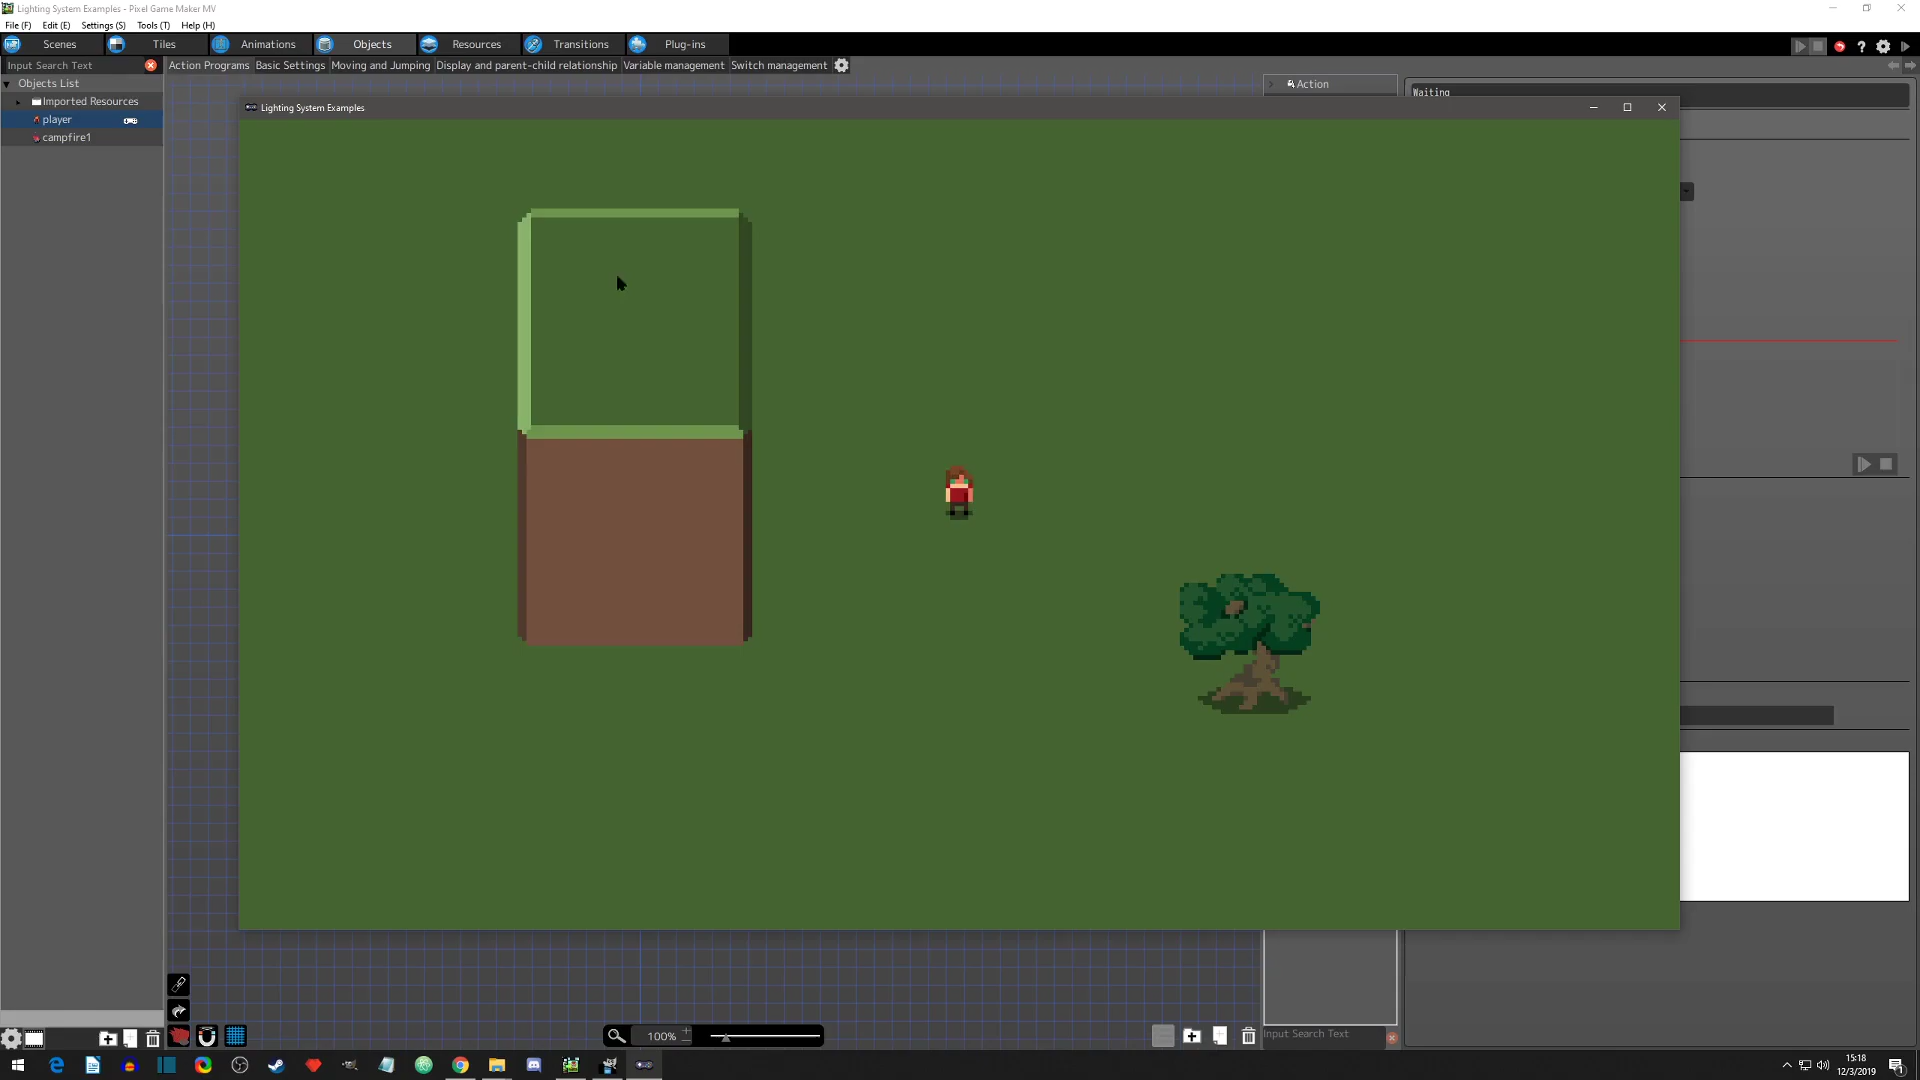 Lighting System Examples - Pixel Game Maker MV
File (F) Edit (E) Settings (S) Tools (T) Help (H)
Scenes Tiles Animations Objects Resources Transitions Plug-ins
Input Search Text Action Programs Basic Settings Moving and Jumping Display and parent-child relationship Variable management Switch management
Objects List
Action
Waiting
Imported Resources
Lighting System Examples
player
campfire1
100%
Input Search Text
15:18
12/3/2019